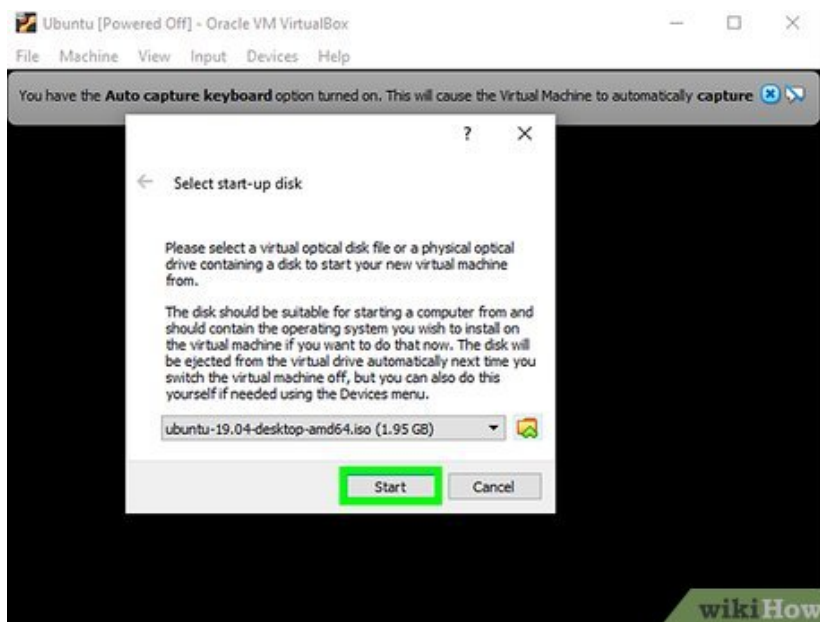 Ubuntu [Powered Off] - Oracle VM VirtualBox
File Machine View Input Devices Help
You have the Auto capture keyboard option turned on. This will cause the Virtual Machine to automatically capture
?
Select start-up disk
Please select a virtual optical disk file or a physical optical
drive containing a disk to start your new virtual machine
from.
The disk should be suitable for starting a computer from and
should contain the operating system you wish to install on
the virtual machine if you want to do that now. The disk will
be ejected from the virtual drive automatically next time you
switch the virtual machine off, but you can also do this
yourself if needed using the Devices menu.
ubuntu-19.04-desktop-amd64.iso (1.95 GB)
Start Cancel
wikiHow